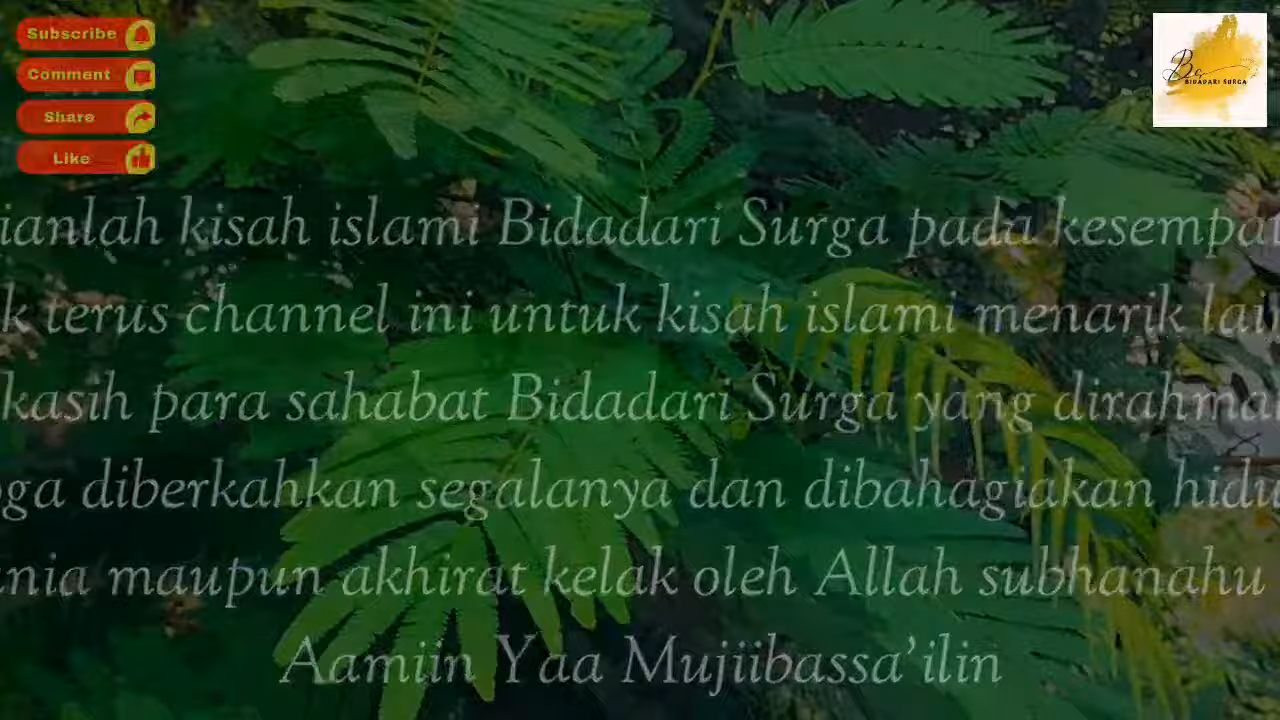 Subscribe
Comment
Share
Like
Bs
BIDADARI SURGA
ianlah kisah islami Bidadari Surga pada kesempat
k terus channel ini untuk kisah islami menarik lai
kasih para sahabat Bidadari Surga yang dirahma
oga diberkahkan segalanya dan dibahagiakan hidu
nia maupun akhirat kelak oleh Allah subhanahu
Aamiin Yaa Mujiibassa’ilin